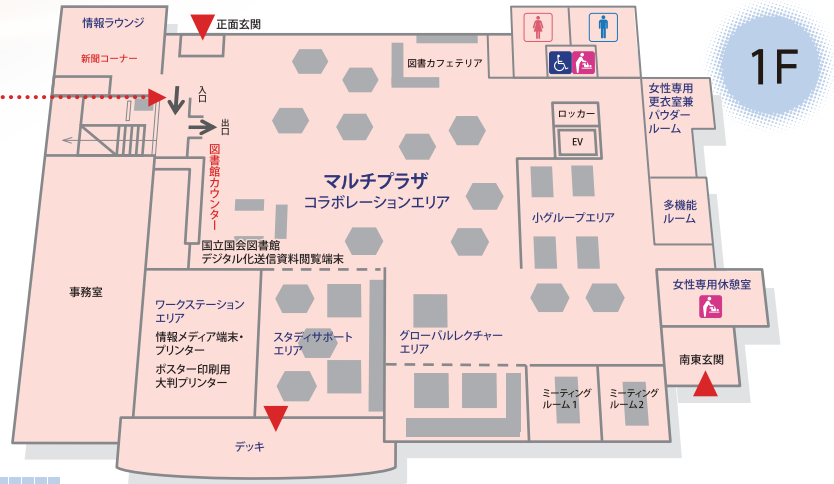 情報ラウンジ
新聞コーナー
正面玄関
入口
出口
図書館カウンター
図書カフェテリア
1F
女性専用
更衣室兼
パウダー
ルーム
ロッカー
EV
マルチプラザ
コラボレーションエリア
小グループエリア
多機能
ルーム
国立国会図書館
デジタル化送信資料閲覧端末
事務室
ワークステーション
エリア
情報メディア端末・
プリンター
ポスター印刷用
大判プリンター
スタディサポート
エリア
グローバルレクチャー
エリア
女性専用休憩室
南東玄関
ミーティング
ルーム1
ミーティング
ルーム2
デッキ